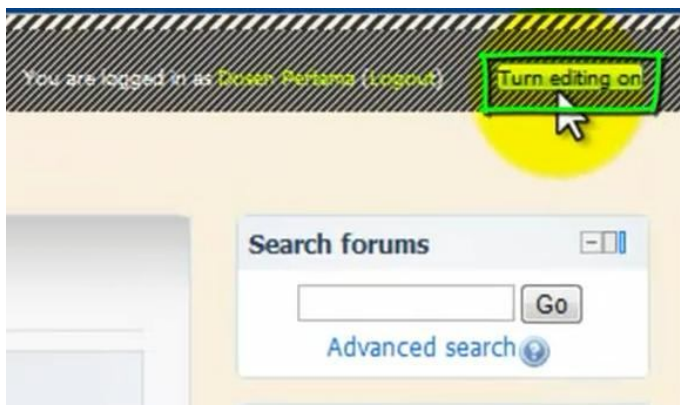 You are logged in as Dosen Pertama (Logout)
Turn editing on
Search forums
Go
Advanced search